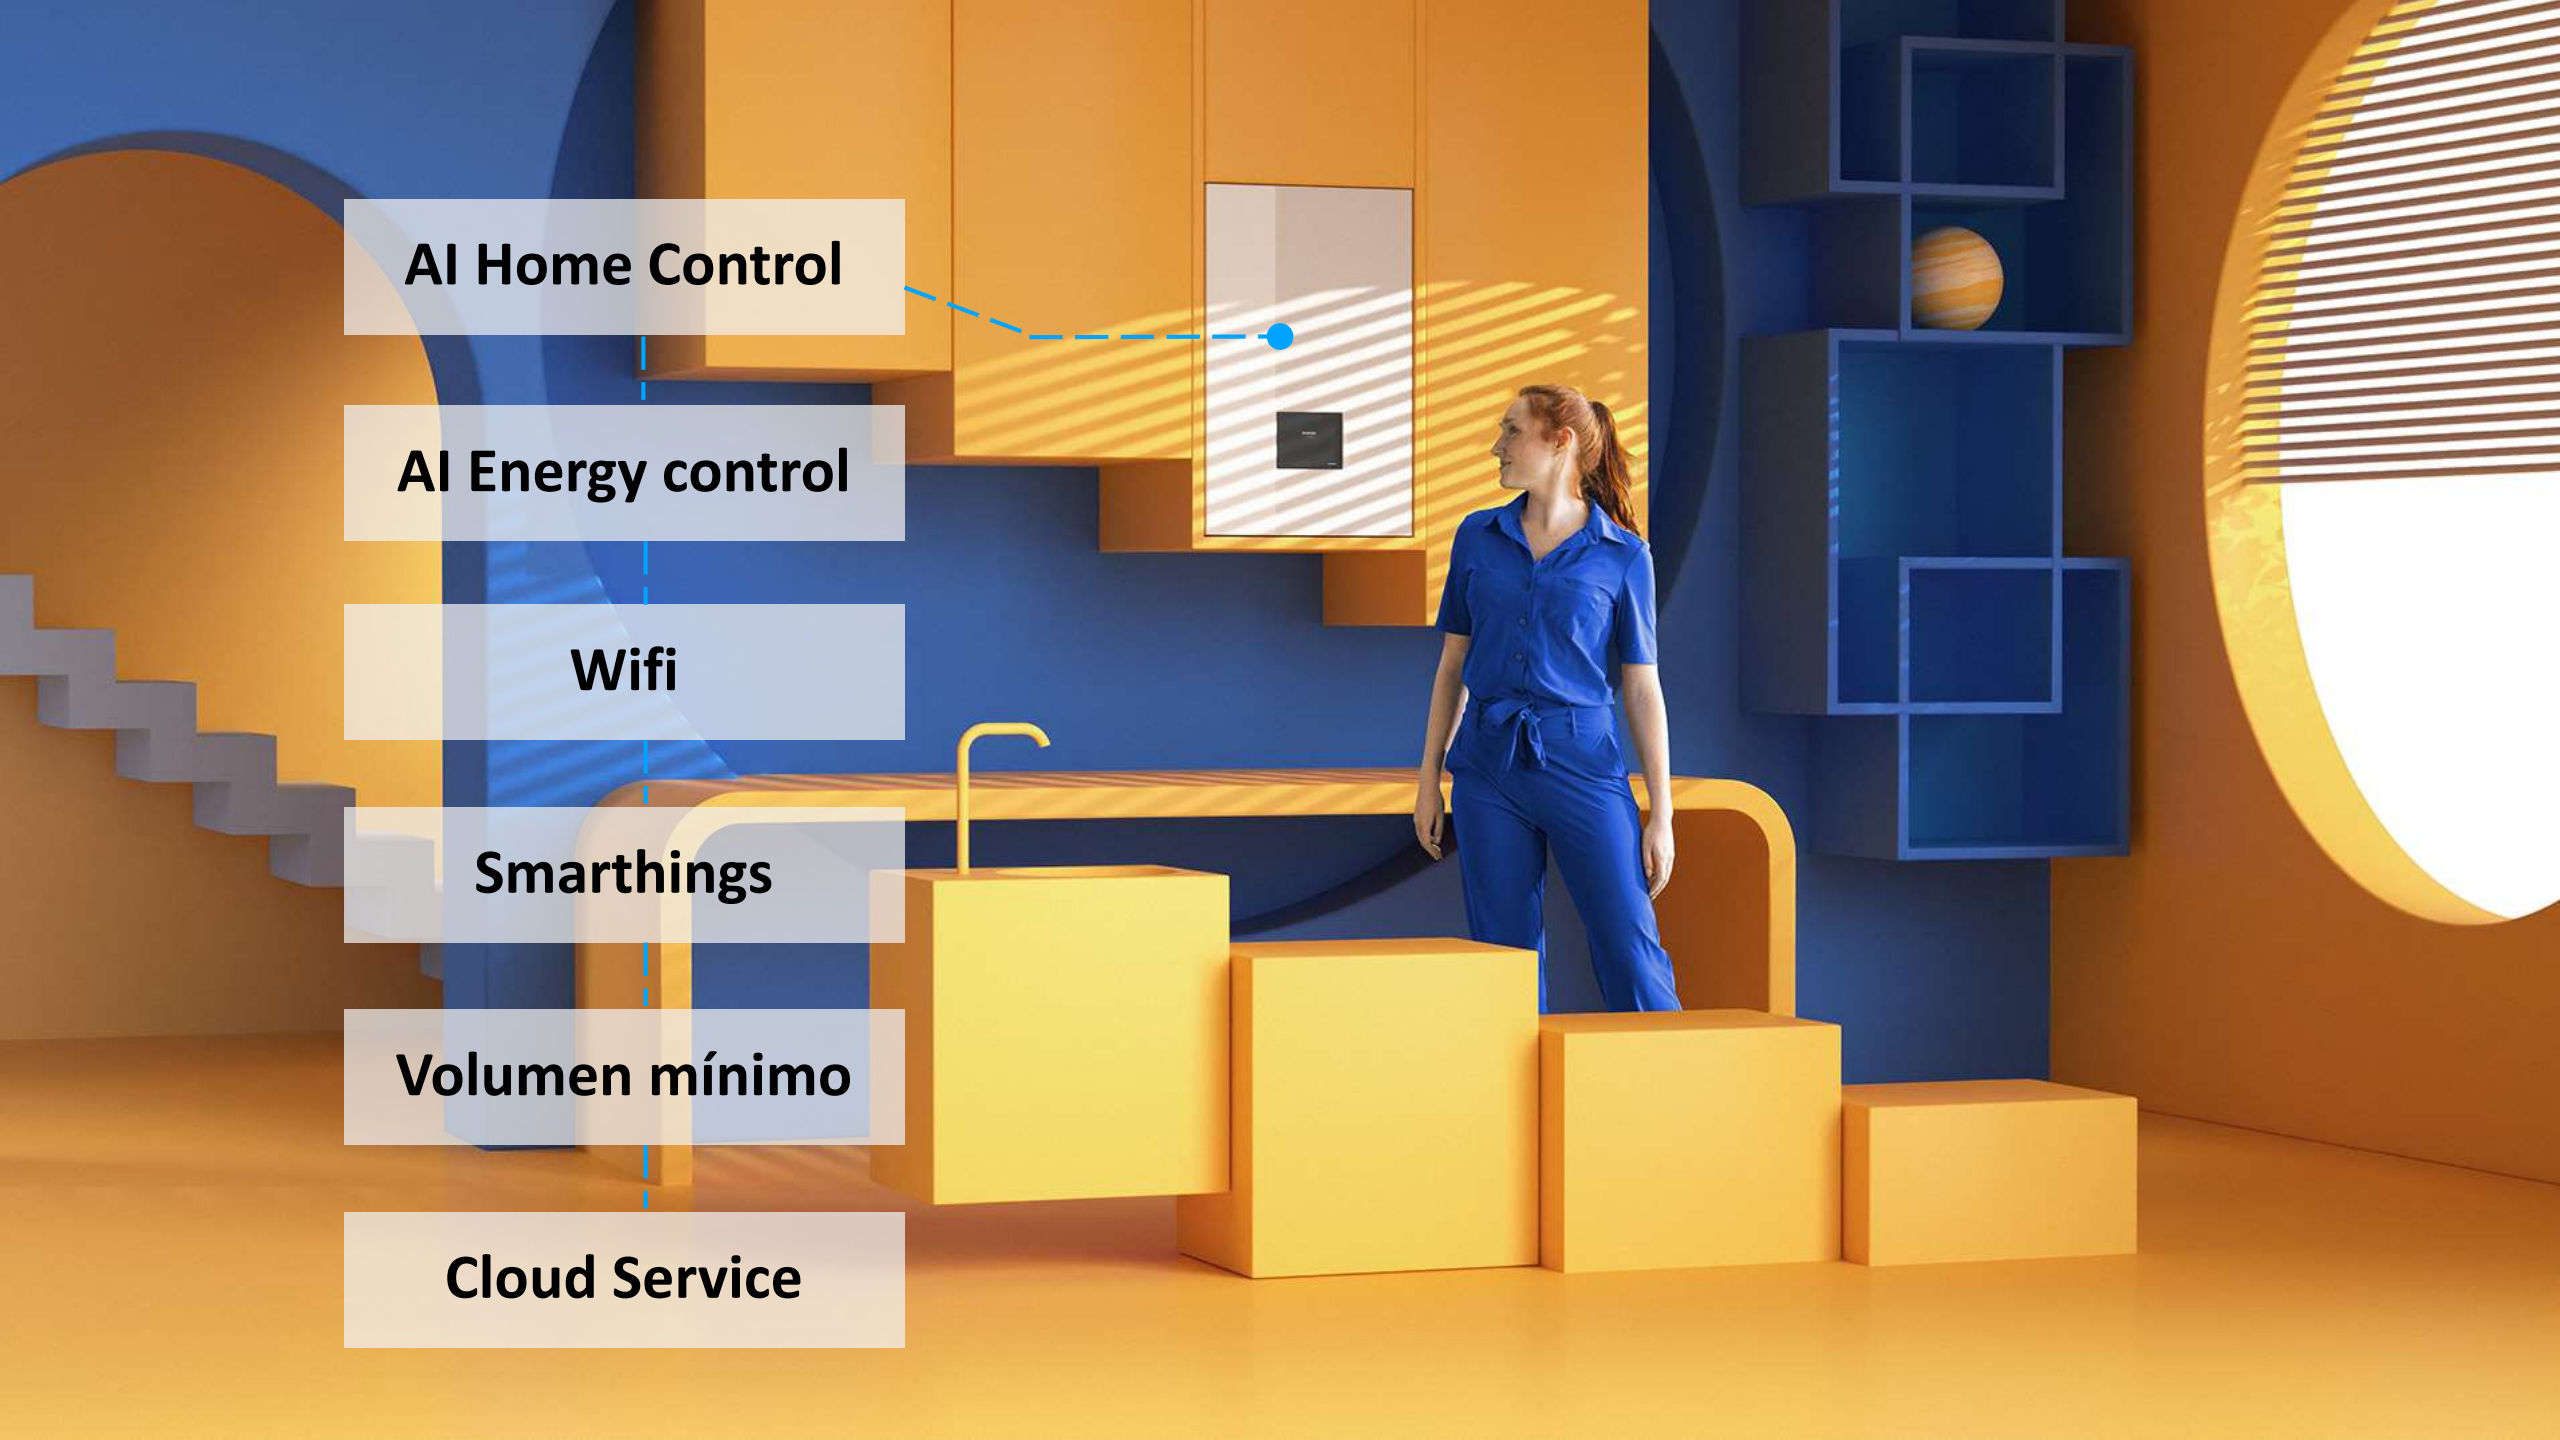 AI Home Control
AI Energy control
Wifi
Smarthings
Volumen mínimo
Cloud Service